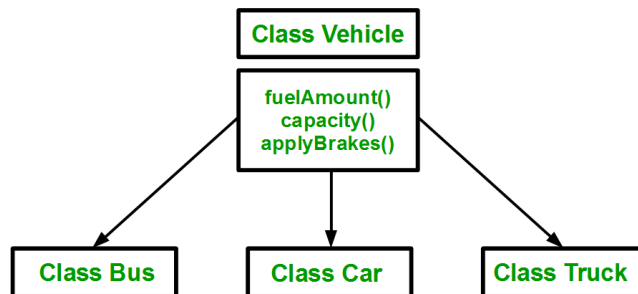 Class Vehicle
fuelAmount()
capacity()
applyBrakes()
Class Bus
Class Car
Class Truck